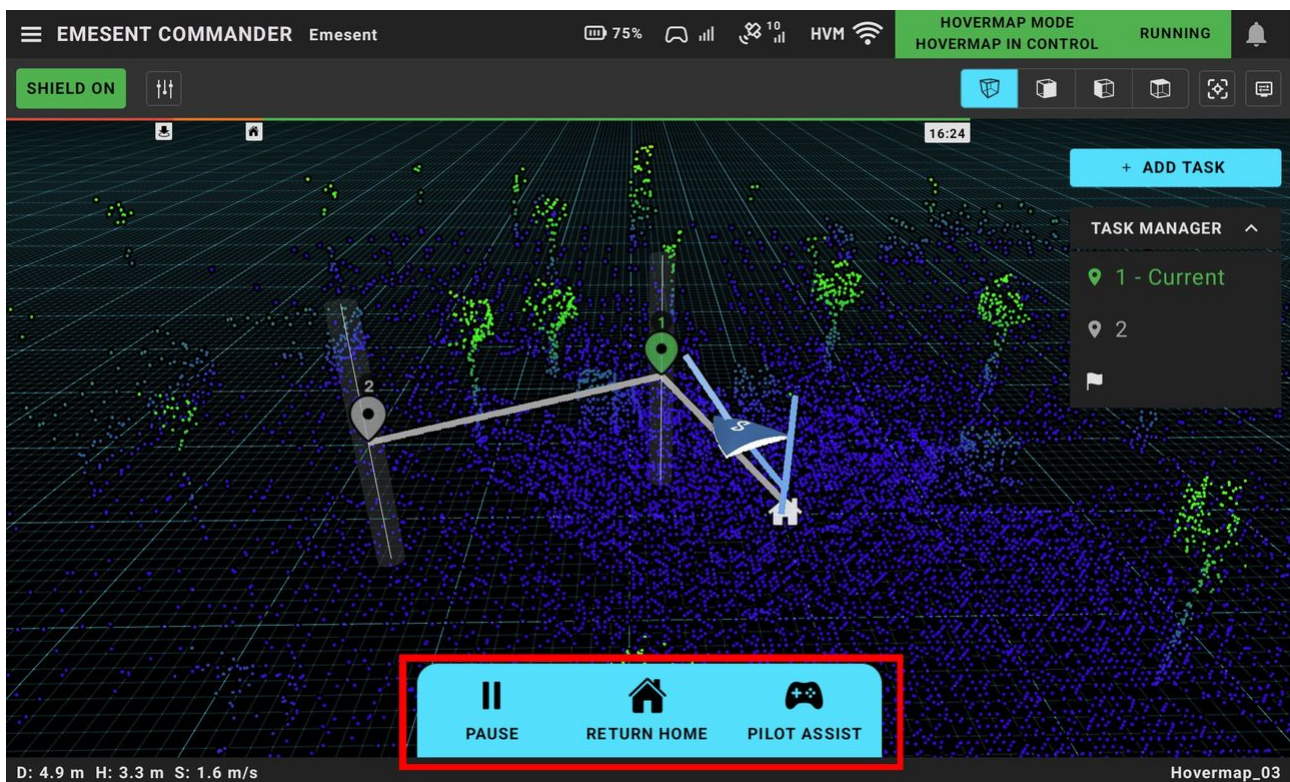 EMESENT COMMANDER Emesent 75% 10 HVM HOVERMAP MODE
HOVERMAP IN CONTROL RUNNING
SHIELD ON
16:24
+ ADD TASK
TASK MANAGER
1 - Current
2
1
2
S
PAUSE RETURN HOME PILOT ASSIST
D: 4.9 m H: 3.3 m S: 1.6 m/s Hovermap_03